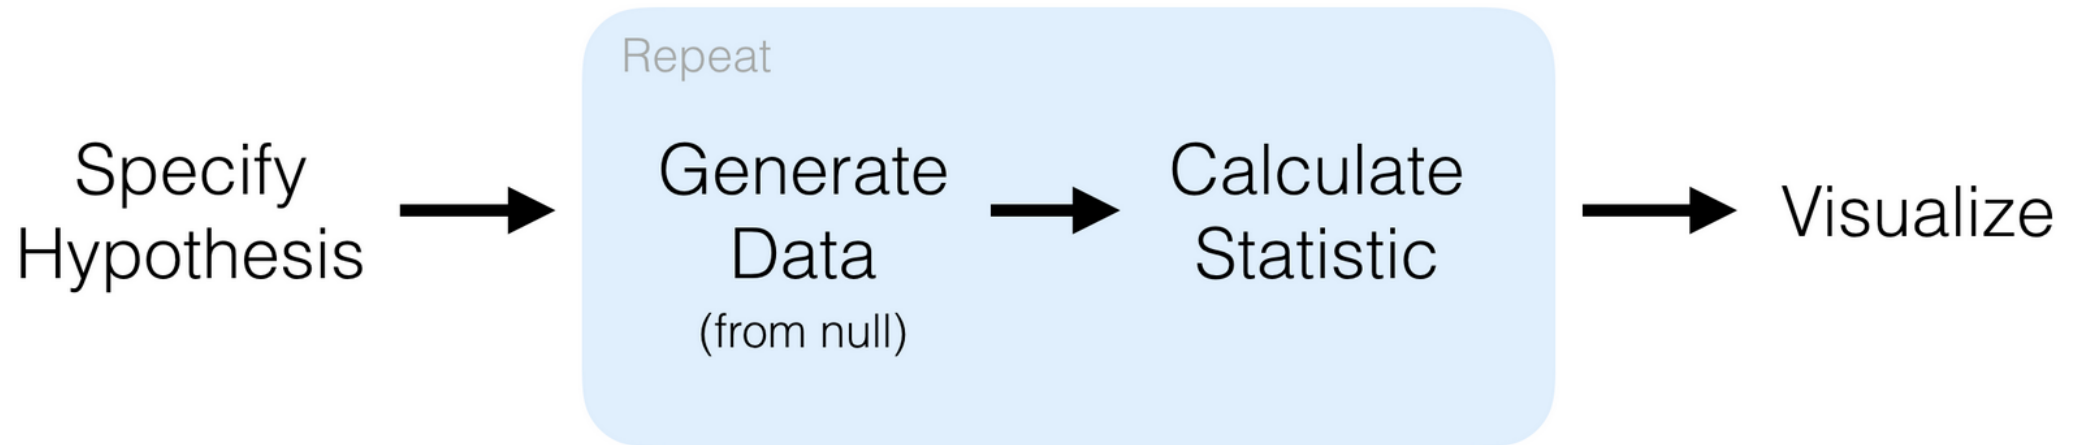 Repeat
Specify
Hypothesis
Generate
Data
(from null)
Calculate
Statistic
Visualize